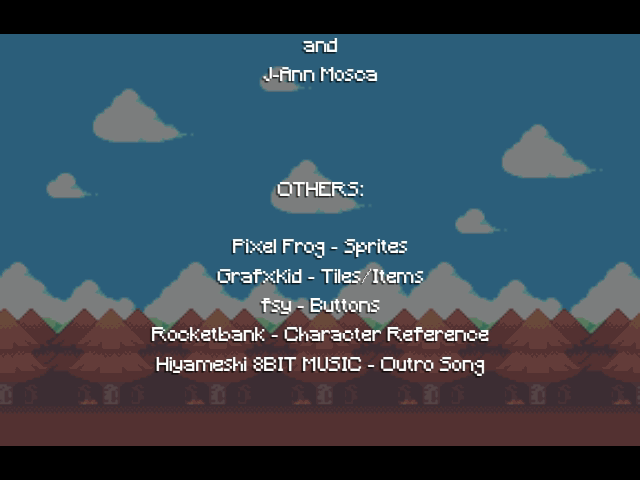 and
J-Ann Mosca
OTHERS:
Pixel Frog - Sprites
GrafxKid - Tiles/Items
fsy - Buttons
Rocketbank - Character Reference
Hiyameshi 8BIT MUSIC - Outro Song